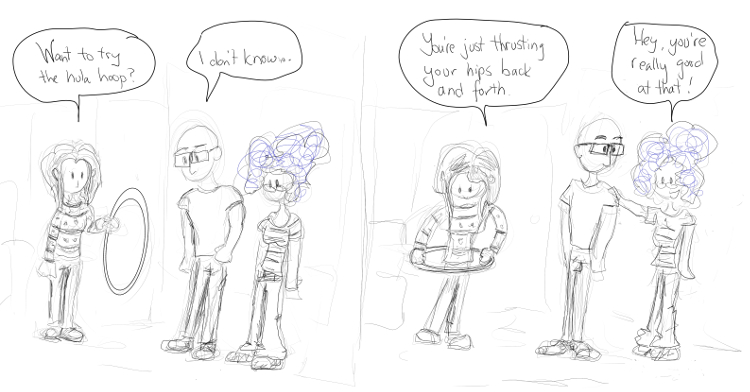 Want to try
the hula hoop?
I don't know...
You're just thrusting
your hips back
and forth.
Hey, you're
really good
at that!